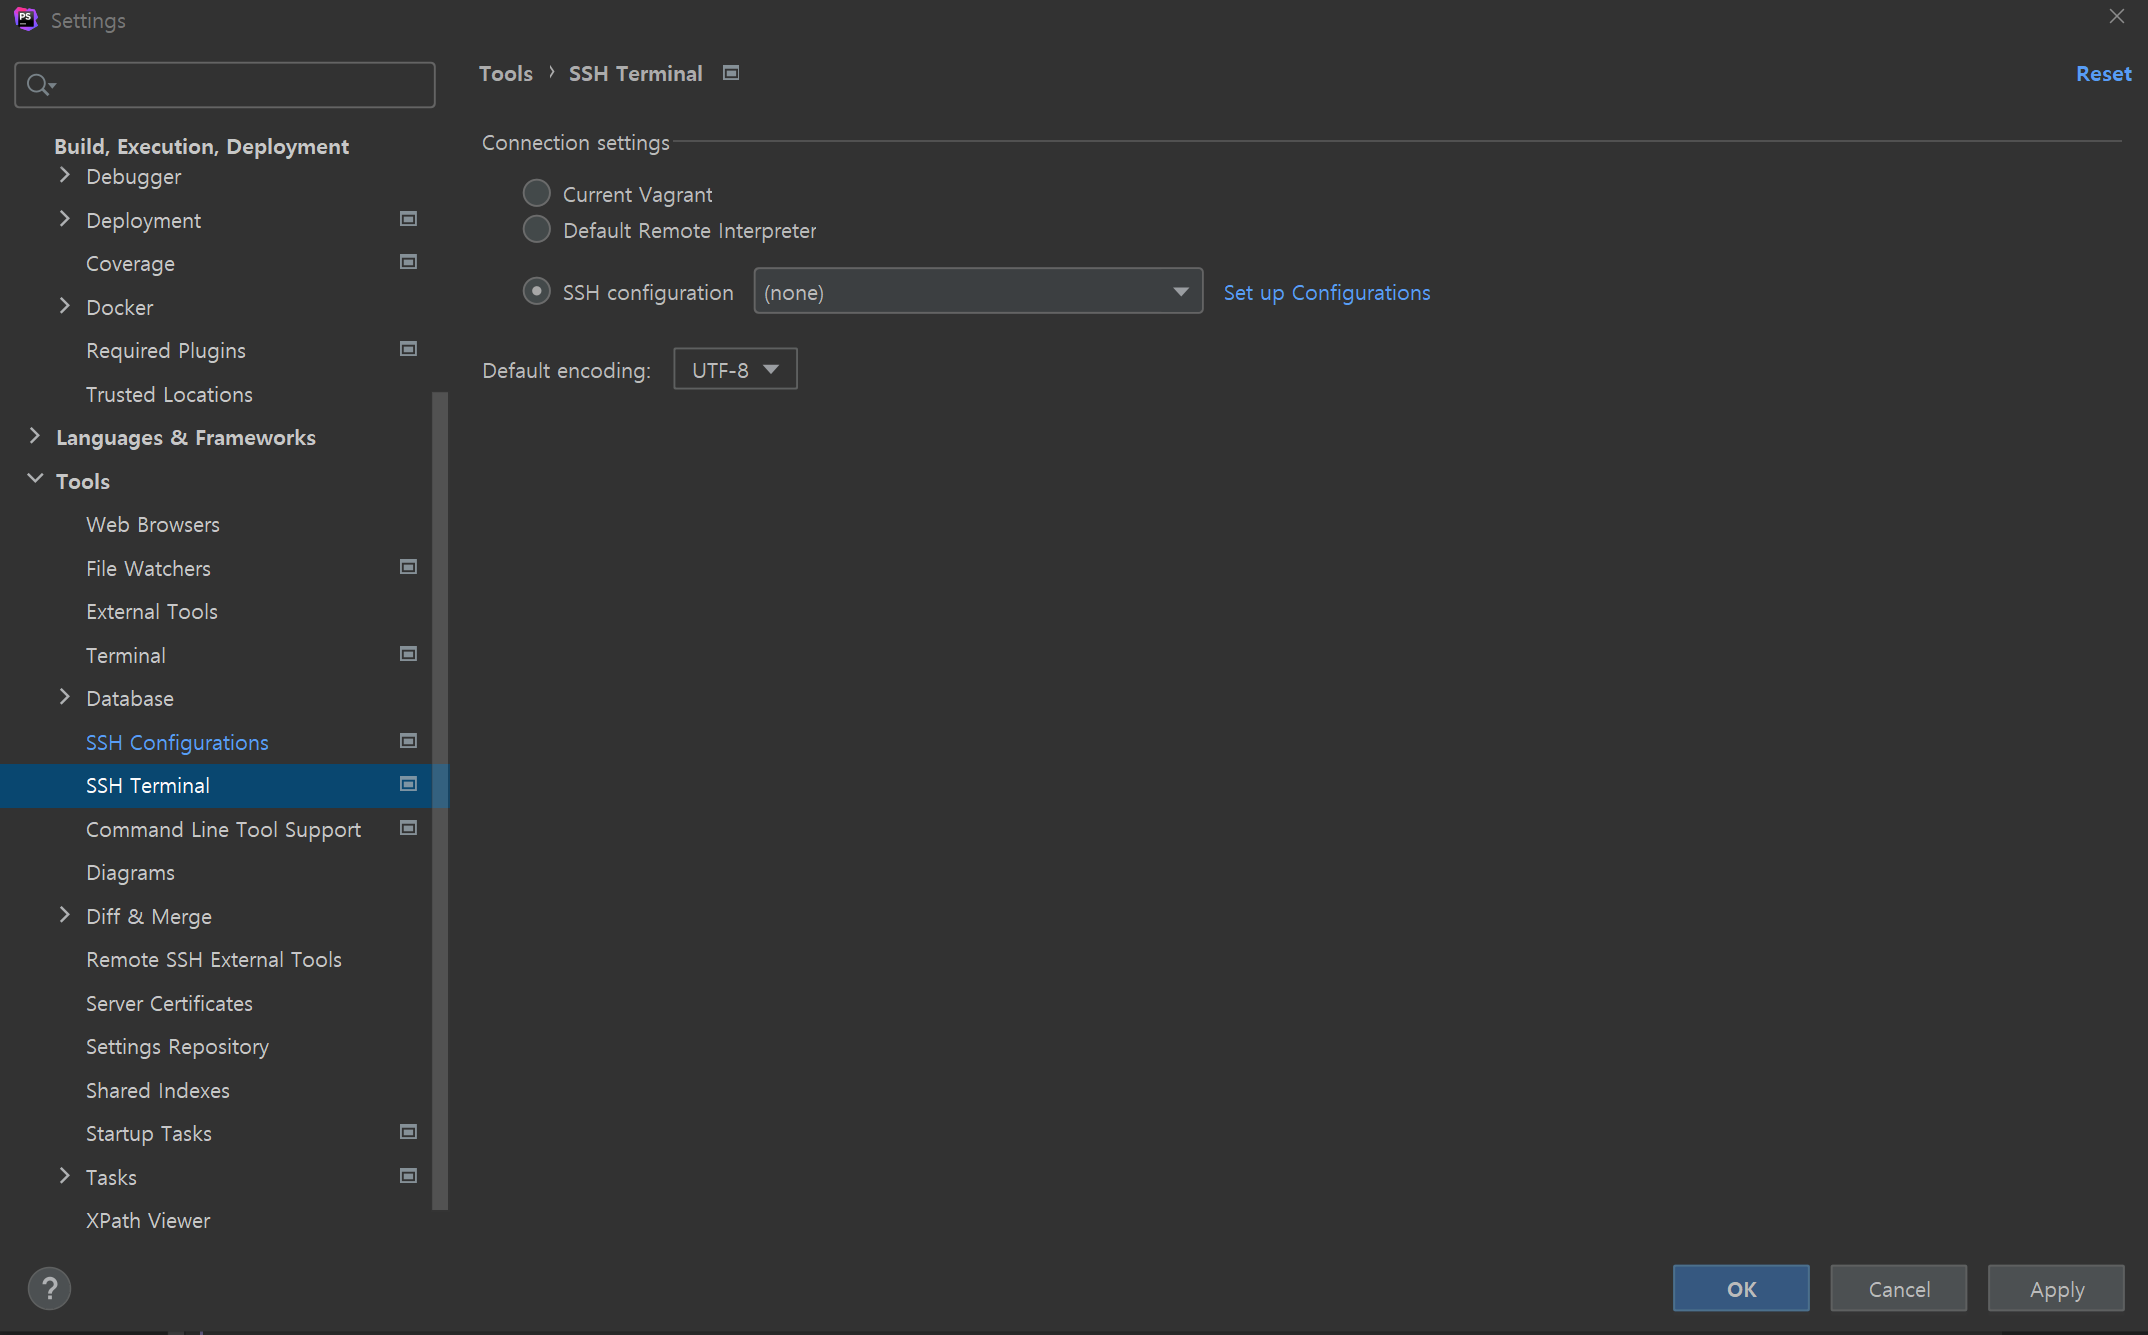 PS Settings
Build, Execution, Deployment
Debugger
Deployment
Coverage
Docker
Required Plugins
Trusted Locations
Languages & Frameworks
Tools
Web Browsers
File Watchers
External Tools
Terminal
Database
SSH Configurations
SSH Terminal
Command Line Tool Support
Diagrams
Diff & Merge
Remote SSH External Tools
Server Certificates
Settings Repository
Shared Indexes
Startup Tasks
Tasks
XPath Viewer
?
Tools › SSH Terminal
Reset
Connection settings
Current Vagrant
Default Remote Interpreter
SSH configuration (none) Set up Configurations
Default encoding: UTF-8
OK Cancel Apply